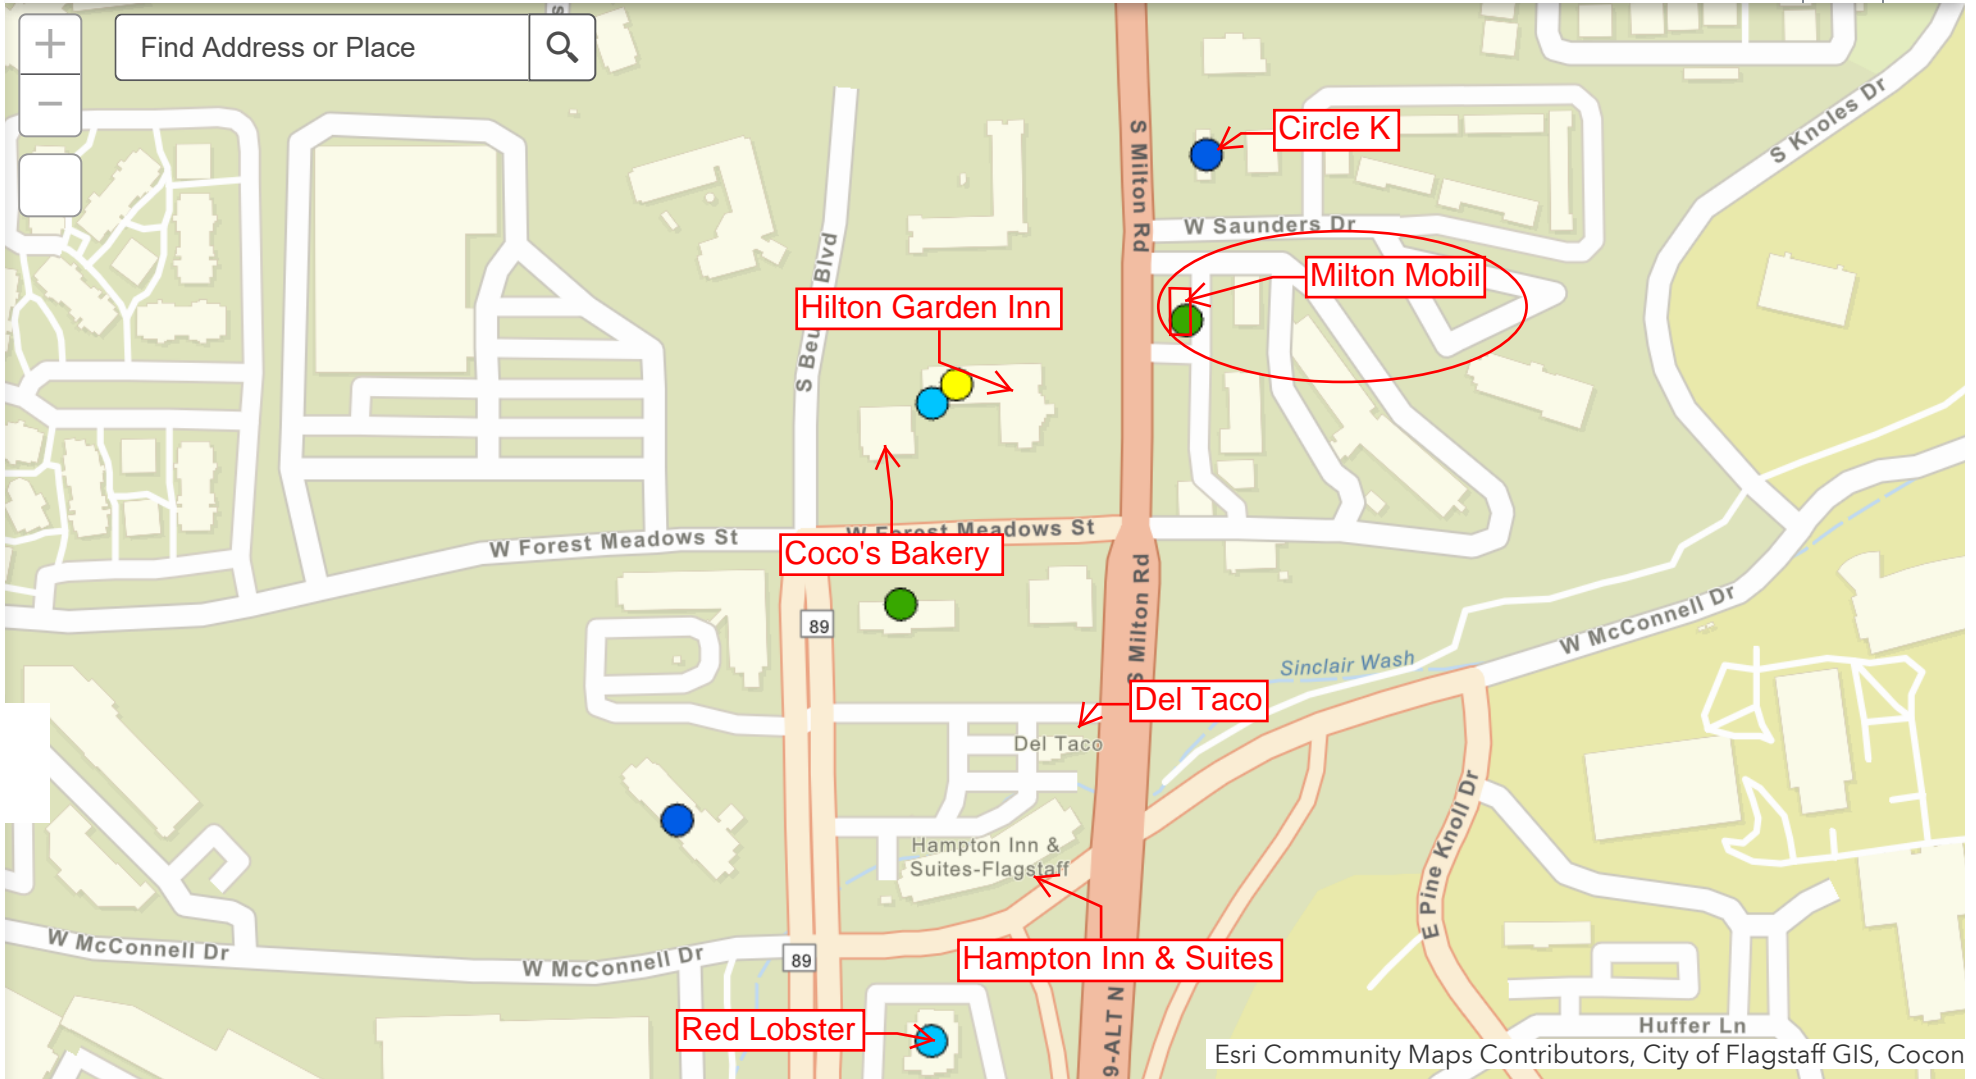 Find Address or Place
Circle K
S Knoles Dr
S Milton Rd
W Saunders Dr
Milton Mobil
Hilton Garden Inn
S Beu Blvd
W Forest Meadows St
W Forest Meadows St
Coco's Bakery
S Milton Rd
89
W McConnell Dr
Sinclair Wash
Del Taco
Del Taco
E Pine Knoll Dr
Hampton Inn &
Suites-Flagstaff
W McConnell Dr
W McConnell Dr
89
Hampton Inn & Suites
Red Lobster
9-ALT N
Huffer Ln
Esri Community Maps Contributors, City of Flagstaff GIS, Cocon